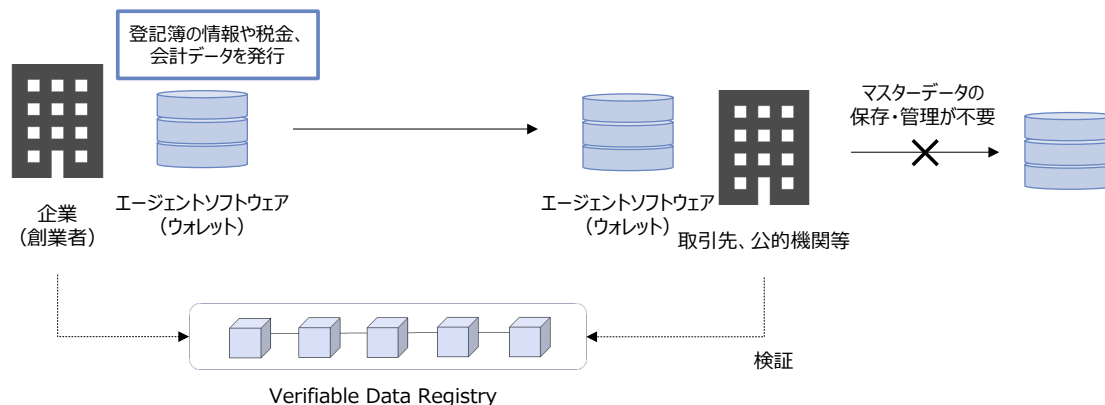 登記簿の情報や税金、
会計データを発行
マスターデータの
保存・管理が不要
企業
（創業者）
エージェントソフトウェア
（ウォレット）
エージェントソフトウェア
（ウォレット）
取引先、公的機関等
検証
Verifiable Data Registry